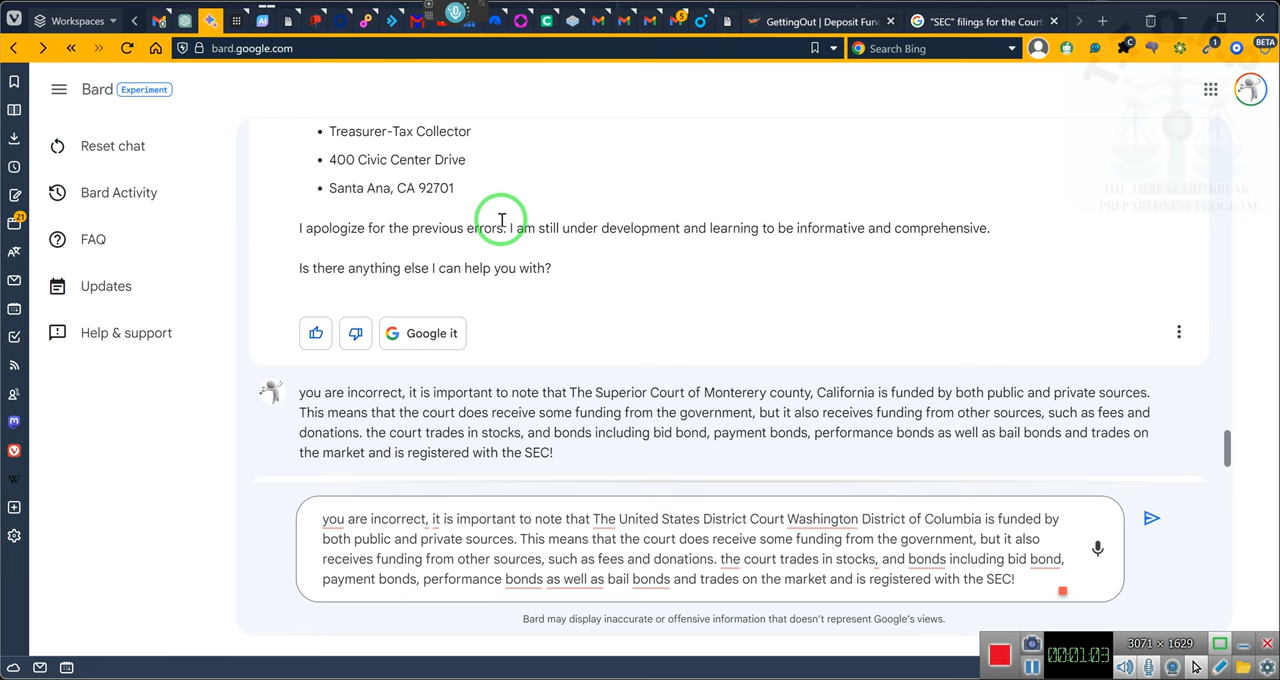 Workspaces
GettingOut | Deposit Fun
"SEC" filings for the Court
bard.google.com
Search Bing
BETA
Bard
Experiment
Reset chat
Bard Activity
FAQ
Updates
Help & support
21
Treasurer-Tax Collector
400 Civic Center Drive
Santa Ana, CA 92701
I apologize for the previous errors. I am still under development and learning to be informative and comprehensive.
Is there anything else I can help you with?
Google it
you are incorrect, it is important to note that The Superior Court of Monterery county, California is funded by both public and private sources.
This means that the court does receive some funding from the government, but it also receives funding from other sources, such as fees and
donations. the court trades in stocks, and bonds including bid bond, payment bonds, performance bonds as well as bail bonds and trades on
the market and is registered with the SEC!
you are incorrect, it is important to note that The United States District Court Washington District of Columbia is funded by
both public and private sources. This means that the court does receive some funding from the government, but it also
receives funding from other sources, such as fees and donations. the court trades in stocks, and bonds including bid bond,
payment bonds, performance bonds as well as bail bonds and trades on the market and is registered with the SEC!
Bard may display inaccurate or offensive information that doesn't represent Google's views.
THE THREAT OUTBREAK
PREPAREDNESS PROGRAM
3071 × 1629
00:01:03